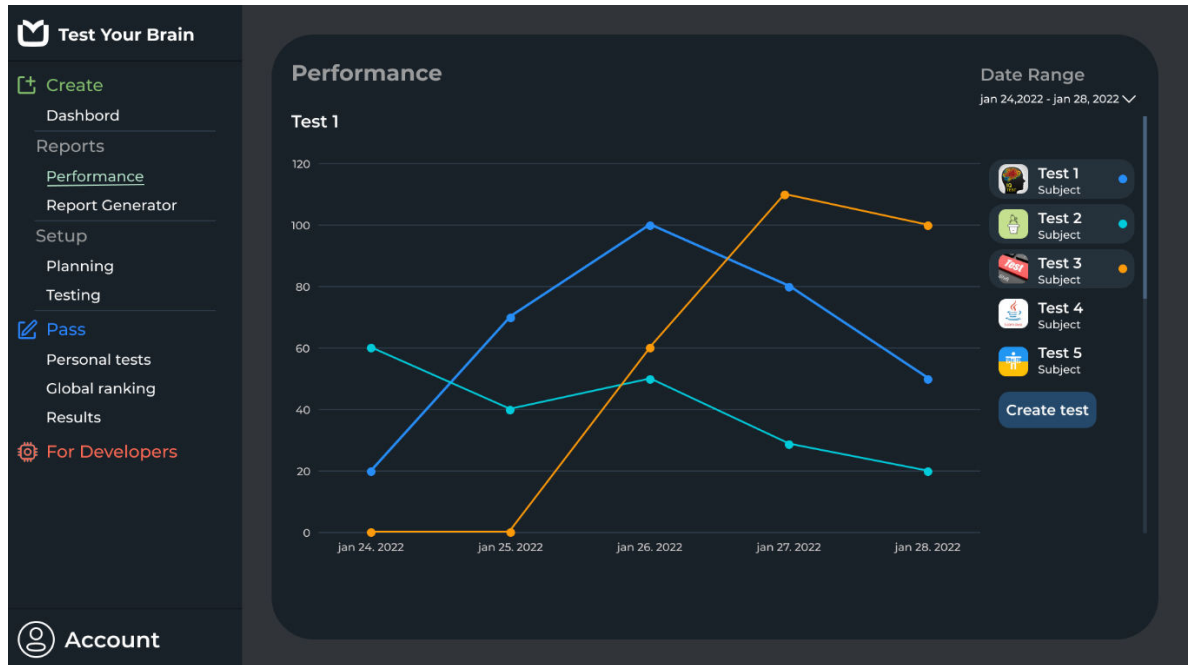 Test Your Brain
Create
Dashbord
Reports
Performance
Report Generator
Setup
Planning
Testing
Pass
Personal tests
Global ranking
Results
For Developers
Account
Performance
Date Range
jan 24,2022 - jan 28, 2022
Test 1
120
100
80
60
40
20
0
jan 24. 2022
jan 25. 2022
jan 26. 2022
jan 27. 2022
jan 28. 2022
Test 1
Subject
Test 2
Subject
Test
Test 3
Subject
Test 4
Subject
Test 5
Subject
Create test